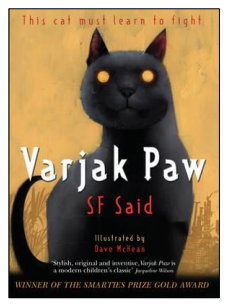 This cat must learn to fight
Varjak Paw
SF Said
Illustrated by
Dave McKean
'Stylish, original and inventive, Varjak Paw is
a modern children's classic' Jacqueline Wilson
WINNER OF THE SMARTIES PRIZE GOLD AWARD